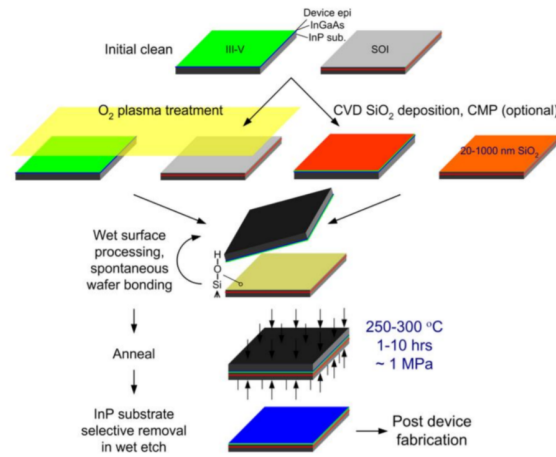 Device epi
InGaAs
InP sub.
Initial clean
III-V
SOI
O₂ plasma treatment
CVD SiO₂ deposition, CMP (optional)
20-1000 nm SiO₂
Wet surface
processing,
spontaneous
wafer bonding
H
O
Si
250-300 °C
1-10 hrs
~ 1 MPa
Anneal
InP substrate
selective removal
in wet etch
Post device
fabrication